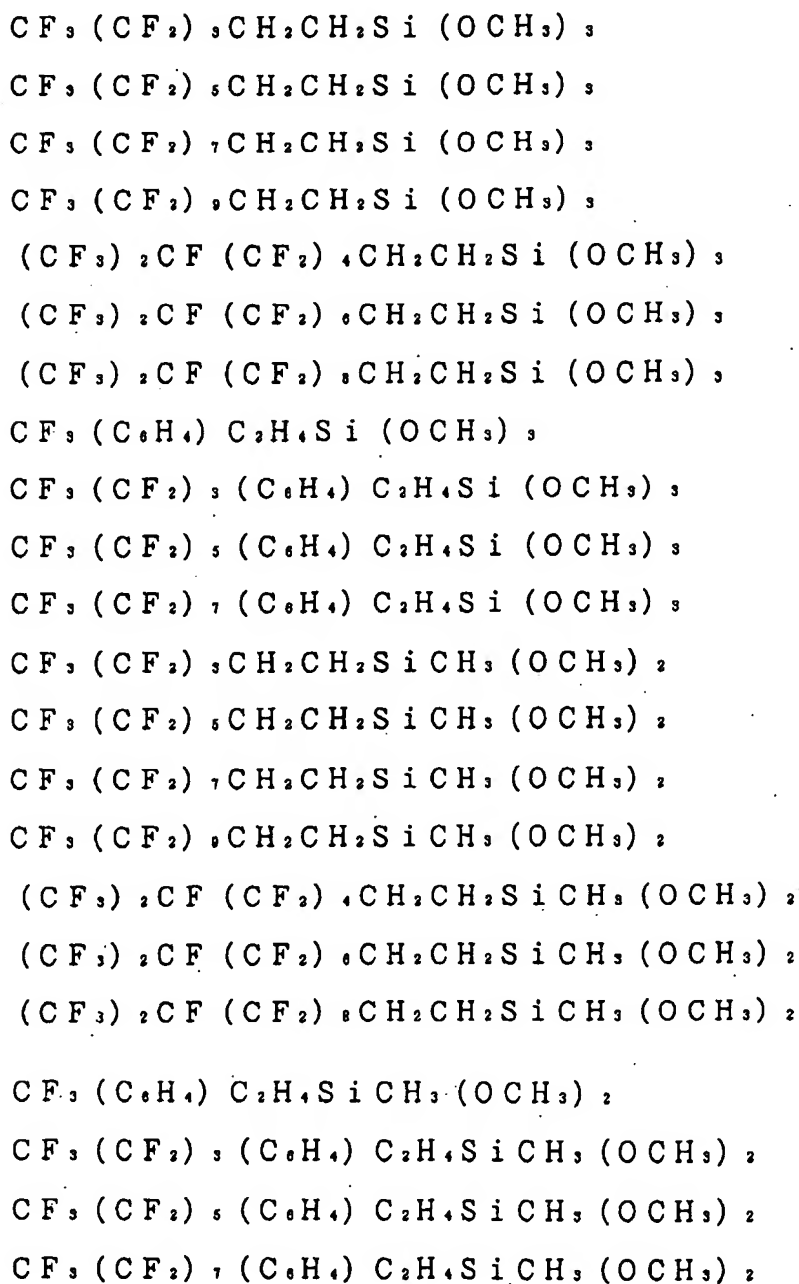 CF₃(CF₂)₃CH₂CH₂Si(OCH₃)₃
CF₃(CF₂)₅CH₂CH₂Si(OCH₃)₃
CF₃(CF₂)₇CH₂CH₂Si(OCH₃)₃
CF₃(CF₂)₉CH₂CH₂Si(OCH₃)₃
(CF₃)₂CF(CF₂)₄CH₂CH₂Si(OCH₃)₃
(CF₃)₂CF(CF₂)₆CH₂CH₂Si(OCH₃)₃
(CF₃)₂CF(CF₂)₈CH₂CH₂Si(OCH₃)₃
CF₃(C₆H₄)C₂H₄Si(OCH₃)₃
CF₃(CF₂)₃(C₆H₄)C₂H₄Si(OCH₃)₃
CF₃(CF₂)₅(C₆H₄)C₂H₄Si(OCH₃)₃
CF₃(CF₂)₇(C₆H₄)C₂H₄Si(OCH₃)₃
CF₃(CF₂)₃CH₂CH₂SiCH₃(OCH₃)₂
CF₃(CF₂)₅CH₂CH₂SiCH₃(OCH₃)₂
CF₃(CF₂)₇CH₂CH₂SiCH₃(OCH₃)₂
CF₃(CF₂)₉CH₂CH₂SiCH₃(OCH₃)₂
(CF₃)₂CF(CF₂)₄CH₂CH₂SiCH₃(OCH₃)₂
(CF₃)₂CF(CF₂)₆CH₂CH₂SiCH₃(OCH₃)₂
(CF₃)₂CF(CF₂)₈CH₂CH₂SiCH₃(OCH₃)₂
CF₃(C₆H₄)C₂H₄SiCH₃(OCH₃)₂
CF₃(CF₂)₃(C₆H₄)C₂H₄SiCH₃(OCH₃)₂
CF₃(CF₂)₅(C₆H₄)C₂H₄SiCH₃(OCH₃)₂
CF₃(CF₂)₇(C₆H₄)C₂H₄SiCH₃(OCH₃)₂